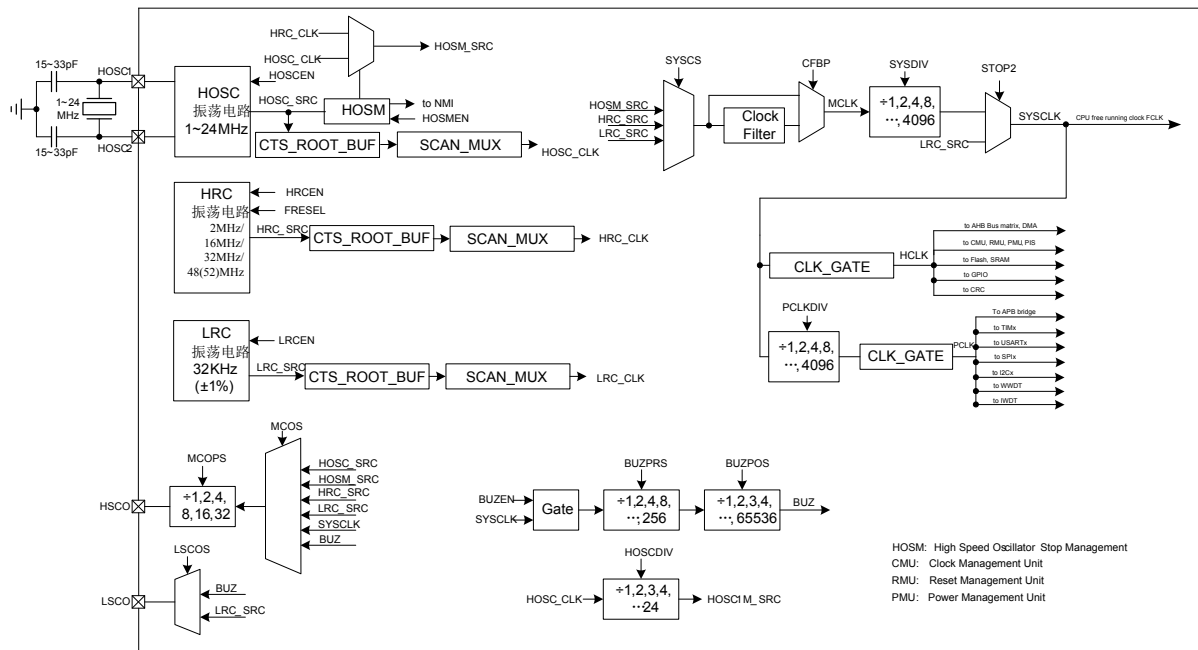 HRC_CLK
HOSC_CLK
HOSM_SRC
15~33pF
HOSC1
1~24
MHz
HOSC2
15~33pF
HOSC
振荡电路
1~24MHz
HOSCEN
HOSC_SRC
HOSM
to NMI
HOSMEN
CTS_ROOT_BUF
SCAN_MUX
HOSC_CLK
SYSCS
HOSM_SRC
HRC_SRC
LRC_SRC
Clock
Filter
CFBP
MCLK
SYSDIV
÷1,2,4,8,
…,4096
STOP2
LRC_SRC
SYSCLK
CPU free running clock FCLK
HRC
振荡电路
2MHz/
16MHz/
32MHz/
48(52)MHz
HRCEN
FRESEL
HRC_SRC
CTS_ROOT_BUF
SCAN_MUX
HRC_CLK
CLK_GATE
HCLK
to AHB Bus matrix, DMA
to CMU, RMU, PMU, PIS
to Flash, SRAM
to GPIO
to CRC
PCLKDIV
÷1,2,4,8,
…,4096
CLK_GATE
PCLK
To APB bridge
to TIMx
to USARTx
to SPIx
to I2Cx
to WWDT
to IWDT
LRC
振荡电路
32KHz
(±1%)
LRCEN
LRC_SRC
CTS_ROOT_BUF
SCAN_MUX
LRC_CLK
MCOS
MCOPS
HSCO
÷1,2,4,
8,16,32
HOSC_SRC
HOSM_SRC
HRC_SRC
LRC_SRC
SYSCLK
BUZ
LSCOS
LSCO
BUZ
LRC_SRC
BUZEN
SYSCLK
Gate
BUZPRS
÷1,2,4,8,
…,256
BUZPOS
÷1,2,3,4,
…,65536
BUZ
HOSCDIV
HOSC_CLK
÷1,2,3,4,
…24
HOSC1M_SRC
HOSM: High Speed Oscillator Stop Management
CMU: Clock Management Unit
RMU: Reset Management Unit
PMU: Power Management Unit